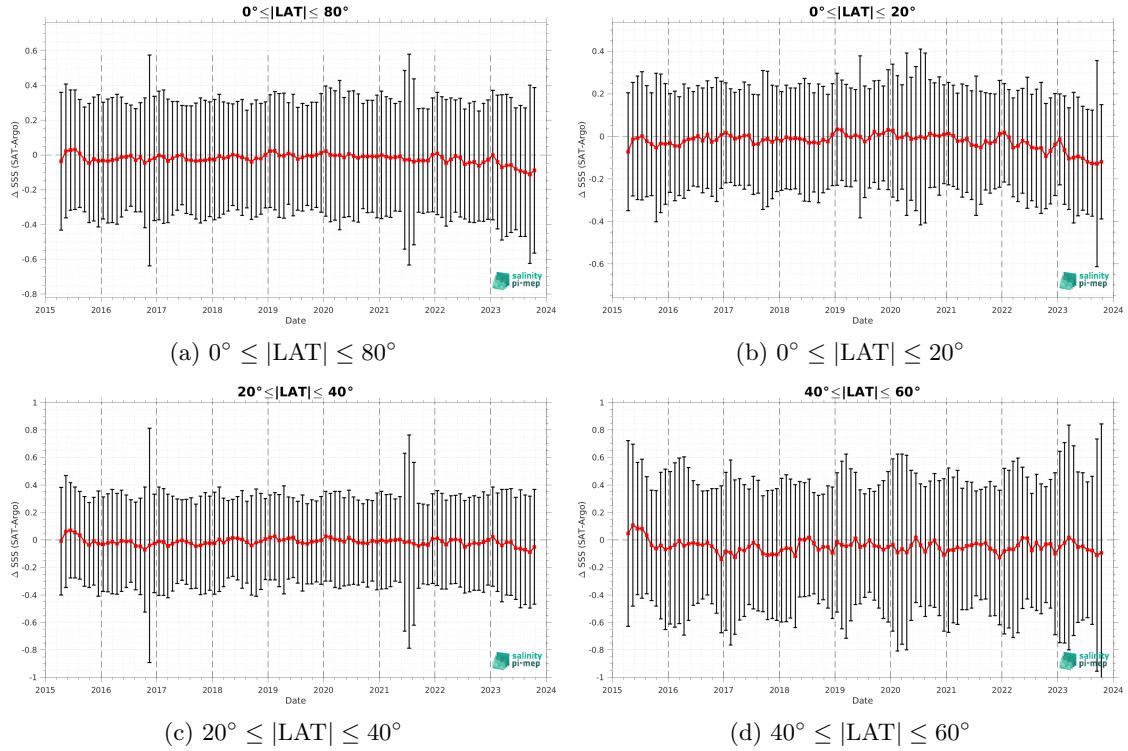 0°≤|LAT|≤ 80°
Δ SSS (SAT-Argo)
0.6
0.4
0.2
0
-0.2
-0.4
-0.6
-0.8
2015 2016 2017 2018 2019 2020 2021 2022 2023 2024
Date
salinity
pi-mep
(a) 0° ≤ |LAT| ≤ 80°
0°≤|LAT|≤ 20°
Δ SSS (SAT-Argo)
0.4
0.2
0
-0.2
-0.4
-0.6
2015 2016 2017 2018 2019 2020 2021 2022 2023 2024
Date
salinity
pi-mep
(b) 0° ≤ |LAT| ≤ 20°
20°≤|LAT|≤ 40°
Δ SSS (SAT-Argo)
1
0.8
0.6
0.4
0.2
0
-0.2
-0.4
-0.6
-0.8
-1
2015 2016 2017 2018 2019 2020 2021 2022 2023 2024
Date
salinity
pi-mep
(c) 20° ≤ |LAT| ≤ 40°
40°≤|LAT|≤ 60°
Δ SSS (SAT-Argo)
1
0.8
0.6
0.4
0.2
0
-0.2
-0.4
-0.6
-0.8
-1
2015 2016 2017 2018 2019 2020 2021 2022 2023 2024
Date
salinity
pi-mep
(d) 40° ≤ |LAT| ≤ 60°